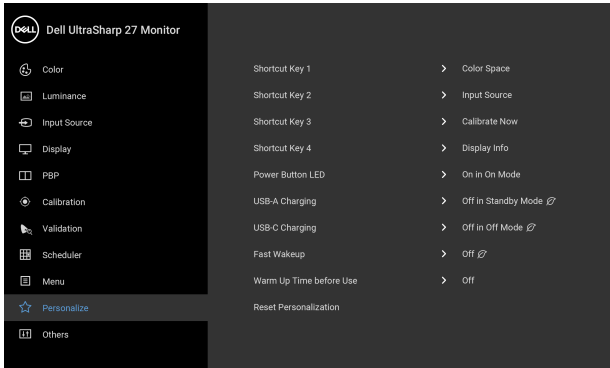 DELL Dell UltraSharp 27 Monitor
Color
Luminance
Input Source
Display
PBP
Calibration
Validation
Scheduler
Menu
Personalize
Others
Shortcut Key 1 > Color Space
Shortcut Key 2 > Input Source
Shortcut Key 3 > Calibrate Now
Shortcut Key 4 > Display Info
Power Button LED > On in On Mode
USB-A Charging > Off in Standby Mode
USB-C Charging > Off in Off Mode
Fast Wakeup > Off
Warm Up Time before Use > Off
Reset Personalization